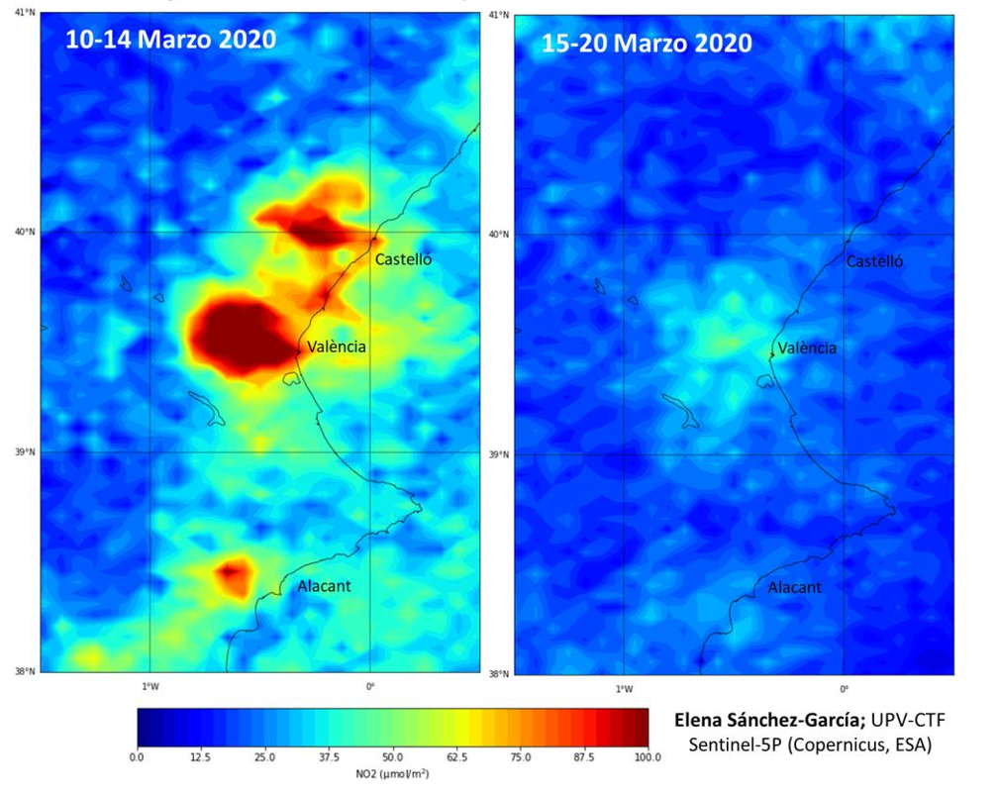 10-14 Marzo 2020
15-20 Marzo 2020
41°N
41°N
40°N
40°N
Castelló
Castelló
València
València
39°N
39°N
Alacant
Alacant
38°N
38°N
1°W
0°
1°W
0°
0.0 12.5 25.0 37.5 50.0 62.5 75.0 87.5 100.0
NO2 (μmol/m²)
Elena Sánchez-García; UPV-CTF
Sentinel-5P (Copernicus, ESA)